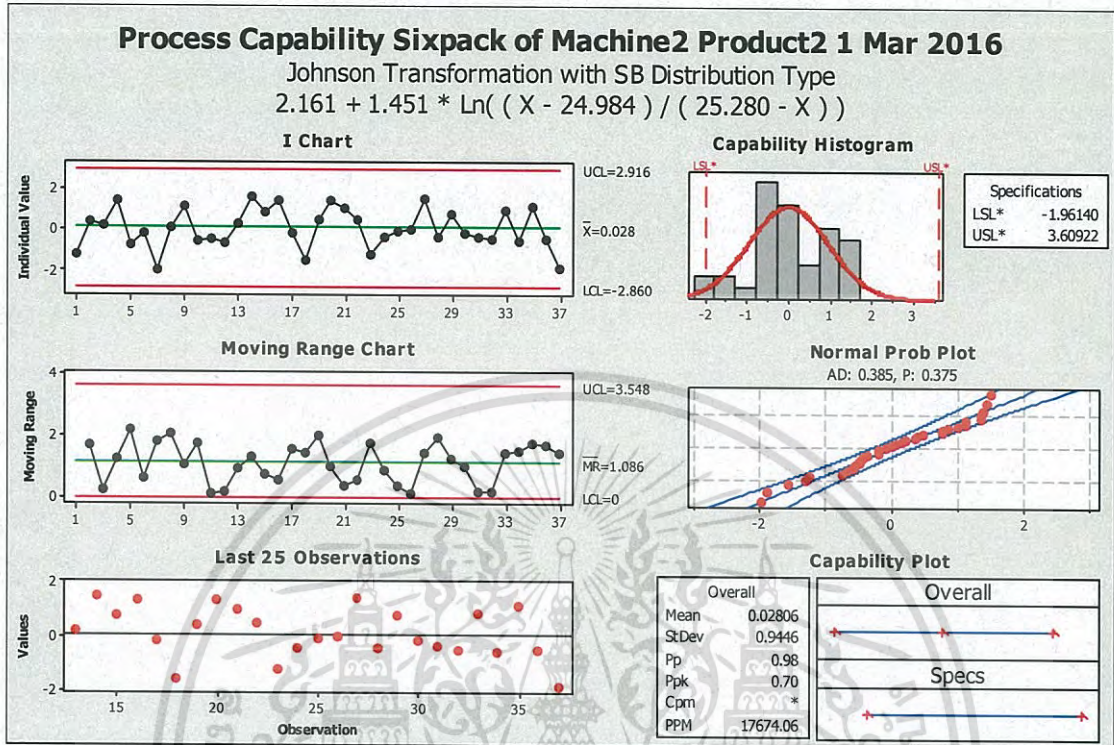 Process Capability Sixpack of Machine2 Product2 1 Mar 2016
Johnson Transformation with SB Distribution Type
2.161 + 1.451 * Ln( ( X - 24.984 ) / ( 25.280 - X ) )
I Chart
Individual Value
2
0
-2
1 5 9 13 17 21 25 29 33 37
UCL=2.916
X=0.028
LCL=-2.860
Capability Histogram
LSL* USL*
-2 -1 0 1 2 3
Specifications
LSL* -1.96140
USL* 3.60922
Moving Range Chart
Moving Range
4
2
0
1 5 9 13 17 21 25 29 33 37
UCL=3.548
MR=1.086
LCL=0
Normal Prob Plot
AD: 0.385, P: 0.375
-2 0 2
Last 25 Observations
Values
2
0
-2
15 20 25 30 35
Observation
Capability Plot
Overall
Mean 0.02806
StDev 0.9446
Pp 0.98
Ppk 0.70
Cpm *
PPM 17674.06
Overall
Specs